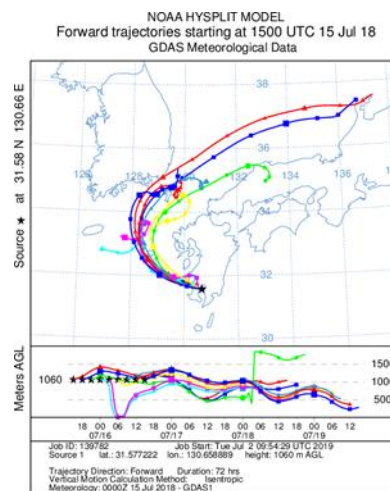 NOAA HYSPLIT MODEL
Forward trajectories starting at 1500 UTC 15 Jul 18
GDAS Meteorological Data
Source ★ at 31.58 N 130.66 E
38
36
34
32
30
128
132
134
136
Meters AGL
1060
1500
1000
500
18 00 06 12 18 00 06 12 18 00 06 12 18 00 06 12
07/16 07/17 07/18 07/19
Job ID: 139782 Job Start: Tue Jul 2 09:54:29 UTC 2019
Source 1 lat.: 31.577222 lon.: 130.658889 height: 1060 m AGL
Trajectory Direction: Forward Duration: 72 hrs
Vertical Motion Calculation Method: Isentropic
Meteorology: 0000Z 15 Jul 2018 - GDAS1